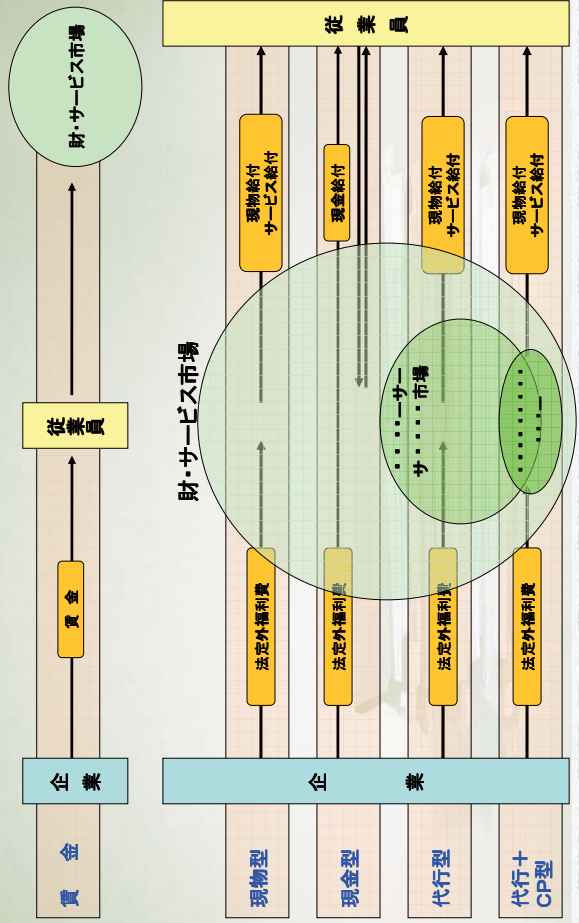 賃 金
企 業
賃 金
従業員
財・サービス市場
財・サービス市場
企 業
従 業 員
現物型
法定外福利費
現物給付
サービス給付
現金型
法定外福利費
現金給付
代行型
法定外福利費
・・・・ーサー
サ・・・・・市場
現物給付
サービス給付
代行＋
CP型
法定外福利費
現物給付
サービス給付